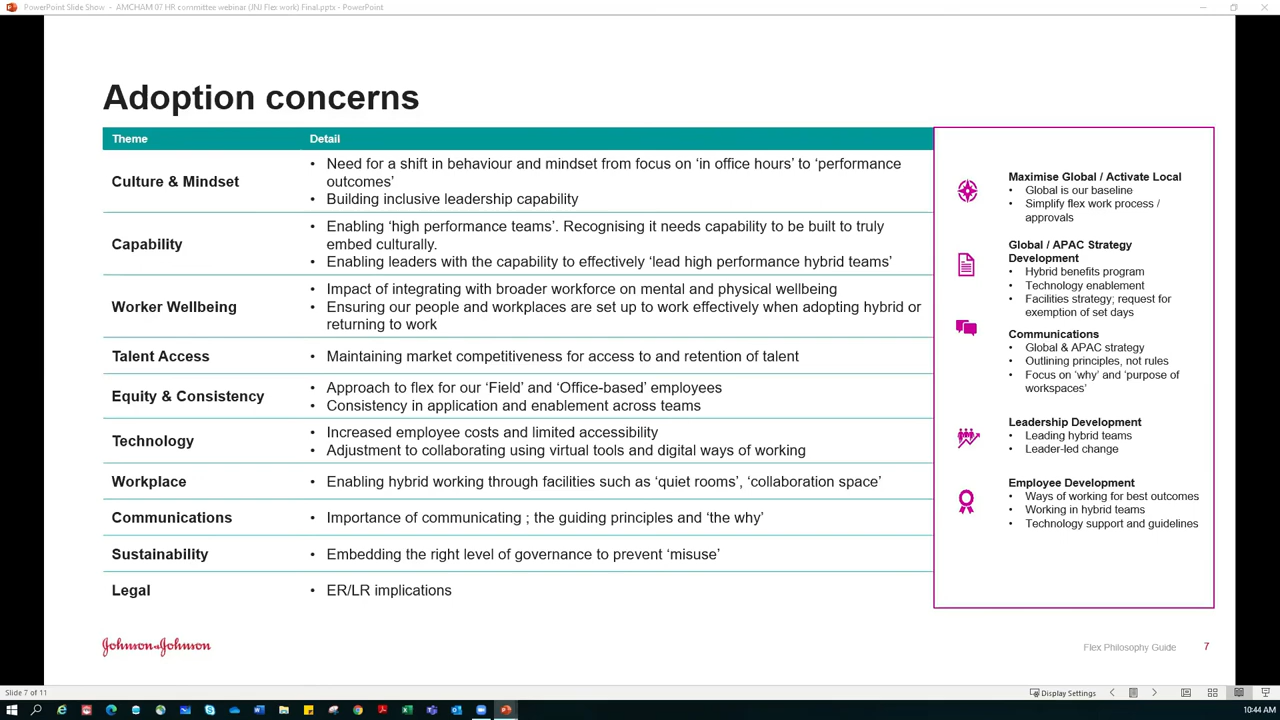 PowerPoint Slide Show - AMCHAM 07 HR committee webinar (JNJ Flex work) Final.pptx - PowerPoint
Adoption concerns
Theme Detail
Culture & Mindset
• Need for a shift in behaviour and mindset from focus on ‘in office hours’ to ‘performance
outcomes’
• Building inclusive leadership capability
Capability
• Enabling ‘high performance teams’. Recognising it needs capability to be built to truly
embed culturally.
• Enabling leaders with the capability to effectively ‘lead high performance hybrid teams’
Worker Wellbeing
• Impact of integrating with broader workforce on mental and physical wellbeing
• Ensuring our people and workplaces are set up to work effectively when adopting hybrid or
returning to work
Talent Access
• Maintaining market competitiveness for access to and retention of talent
Equity & Consistency
• Approach to flex for our ‘Field’ and ‘Office-based’ employees
• Consistency in application and enablement across teams
Technology
• Increased employee costs and limited accessibility
• Adjustment to collaborating using virtual tools and digital ways of working
Workplace
• Enabling hybrid working through facilities such as ‘quiet rooms’, ‘collaboration space’
Communications
• Importance of communicating ; the guiding principles and ‘the why’
Sustainability
• Embedding the right level of governance to prevent ‘misuse’
Legal
• ER/LR implications
Maximise Global / Activate Local
• Global is our baseline
• Simplify flex work process /
approvals
Global / APAC Strategy
Development
• Hybrid benefits program
• Technology enablement
• Facilities strategy; request for
exemption of set days
Communications
• Global & APAC strategy
• Outlining principles, not rules
• Focus on ‘why’ and ‘purpose of
workspaces’
Leadership Development
• Leading hybrid teams
• Leader-led change
Employee Development
• Ways of working for best outcomes
• Working in hybrid teams
• Technology support and guidelines
Johnson & Johnson
Flex Philosophy Guide 7
Slide 7 of 11
Display Settings
10:44 AM